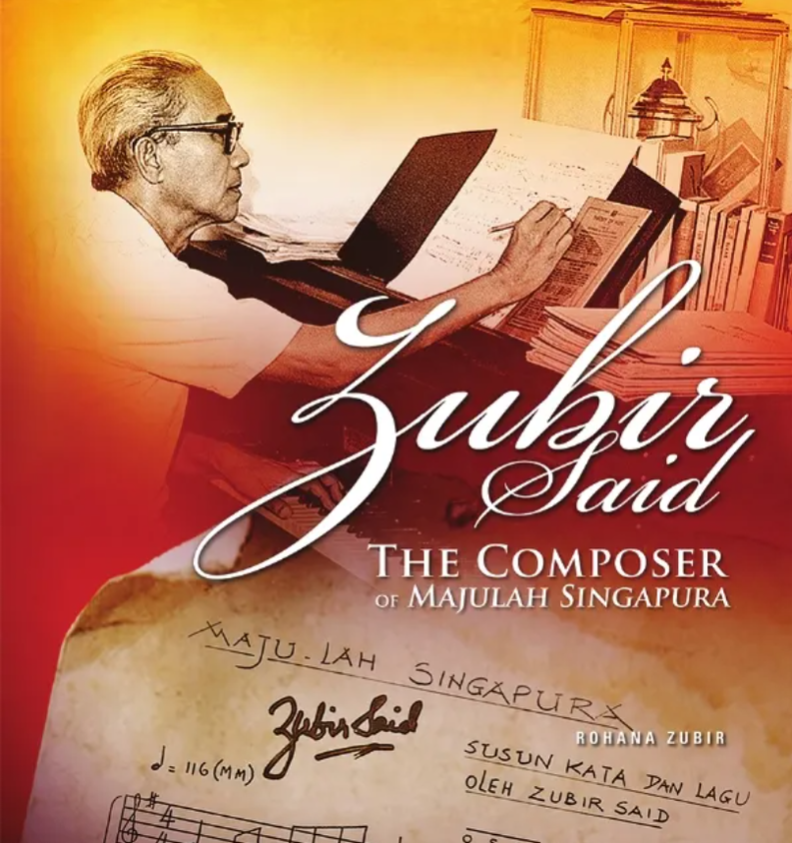 Zubir
Said
THE COMPOSER
OF MAJULAH SINGAPURA
MAJU-LAH SINGAPURA
Zubir Said
ROHANA ZUBIR
♩= 116 (MM)
SUSUN KATA DAN LAGU
OLEH ZUBIR SAID